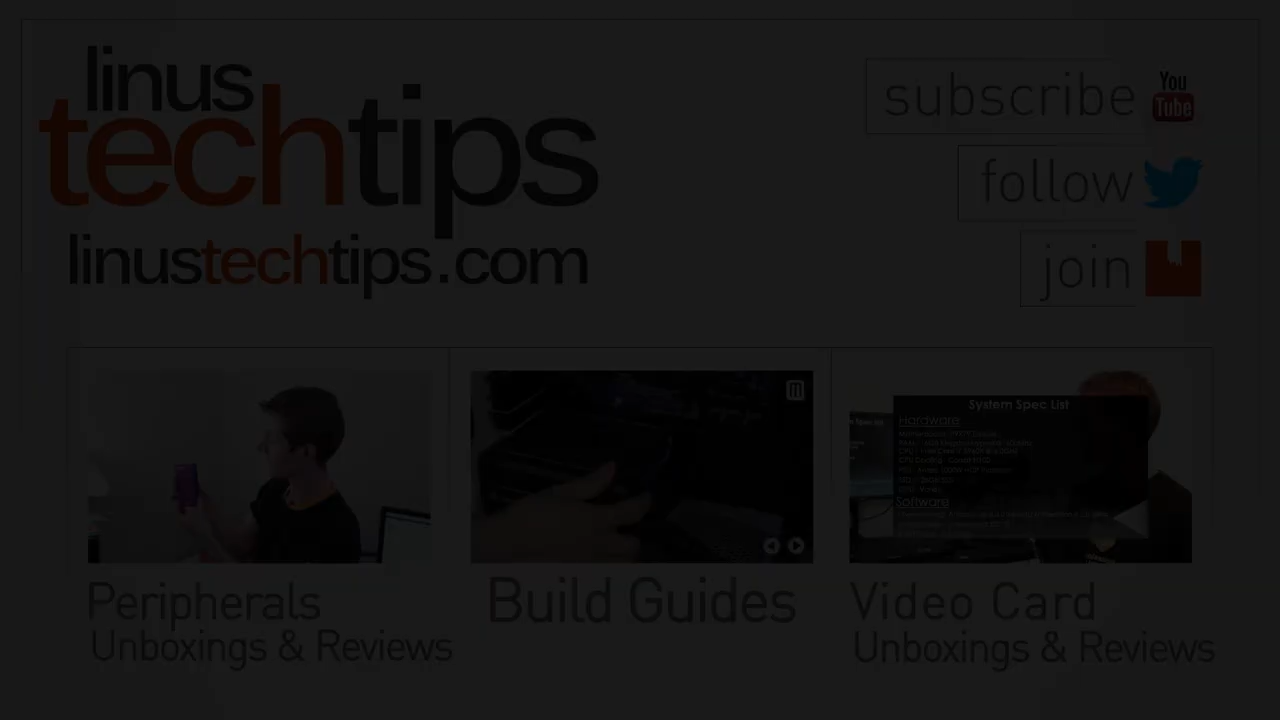 linus
techtips
linustechtips.com
subscribe
You
Tube
follow
join
System Spec List
Hardware
Software
Peripherals
Unboxings & Reviews
Build Guides
Video Card
Unboxings & Reviews